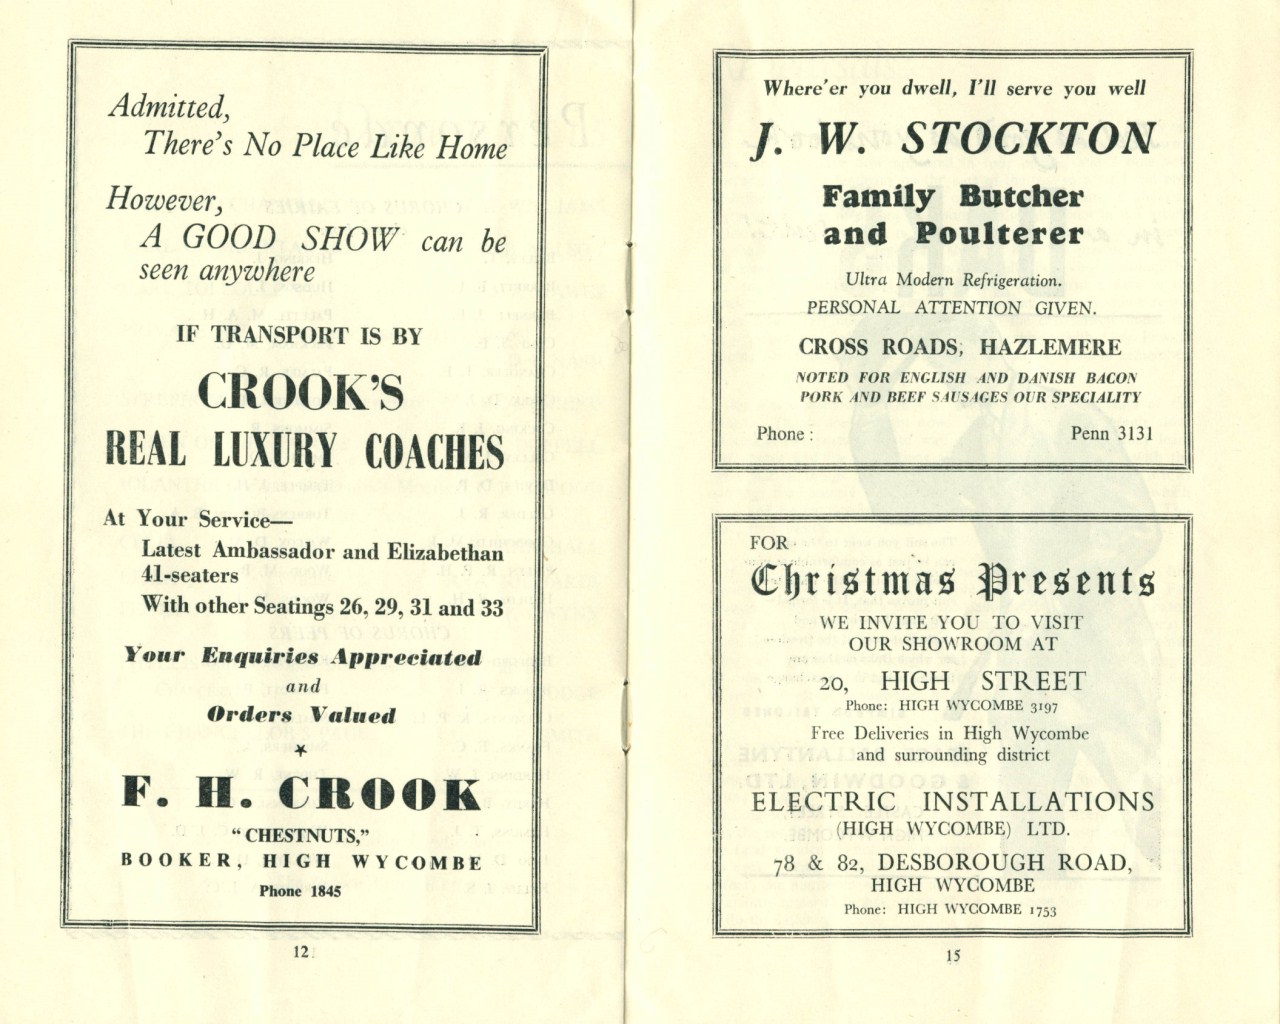 Admitted,
There's No Place Like Home
However,
A GOOD SHOW can be
seen anywhere
IF TRANSPORT IS BY
CROOK'S
REAL LUXURY COACHES
At Your Service—
Latest Ambassador and Elizabethan
41-seaters
With other Seatings 26, 29, 31 and 33
Your Enquiries Appreciated
and
Orders Valued
F. H. CROOK
“CHESTNUTS,”
BOOKER, HIGH WYCOMBE
Phone 1845
12
Where'er you dwell, I'll serve you well
J. W. STOCKTON
Family Butcher
and Poulterer
Ultra Modern Refrigeration.
PERSONAL ATTENTION GIVEN.
CROSS ROADS, HAZLEMERE
NOTED FOR ENGLISH AND DANISH BACON
PORK AND BEEF SAUSAGES OUR SPECIALITY
Phone : Penn 3131
FOR
Christmas Presents
WE INVITE YOU TO VISIT
OUR SHOWROOM AT
20, HIGH STREET
Phone: HIGH WYCOMBE 3197
Free Deliveries in High Wycombe
and surrounding district
ELECTRIC INSTALLATIONS
(HIGH WYCOMBE) LTD.
78 & 82, DESBOROUGH ROAD,
HIGH WYCOMBE
Phone: HIGH WYCOMBE 1753
15